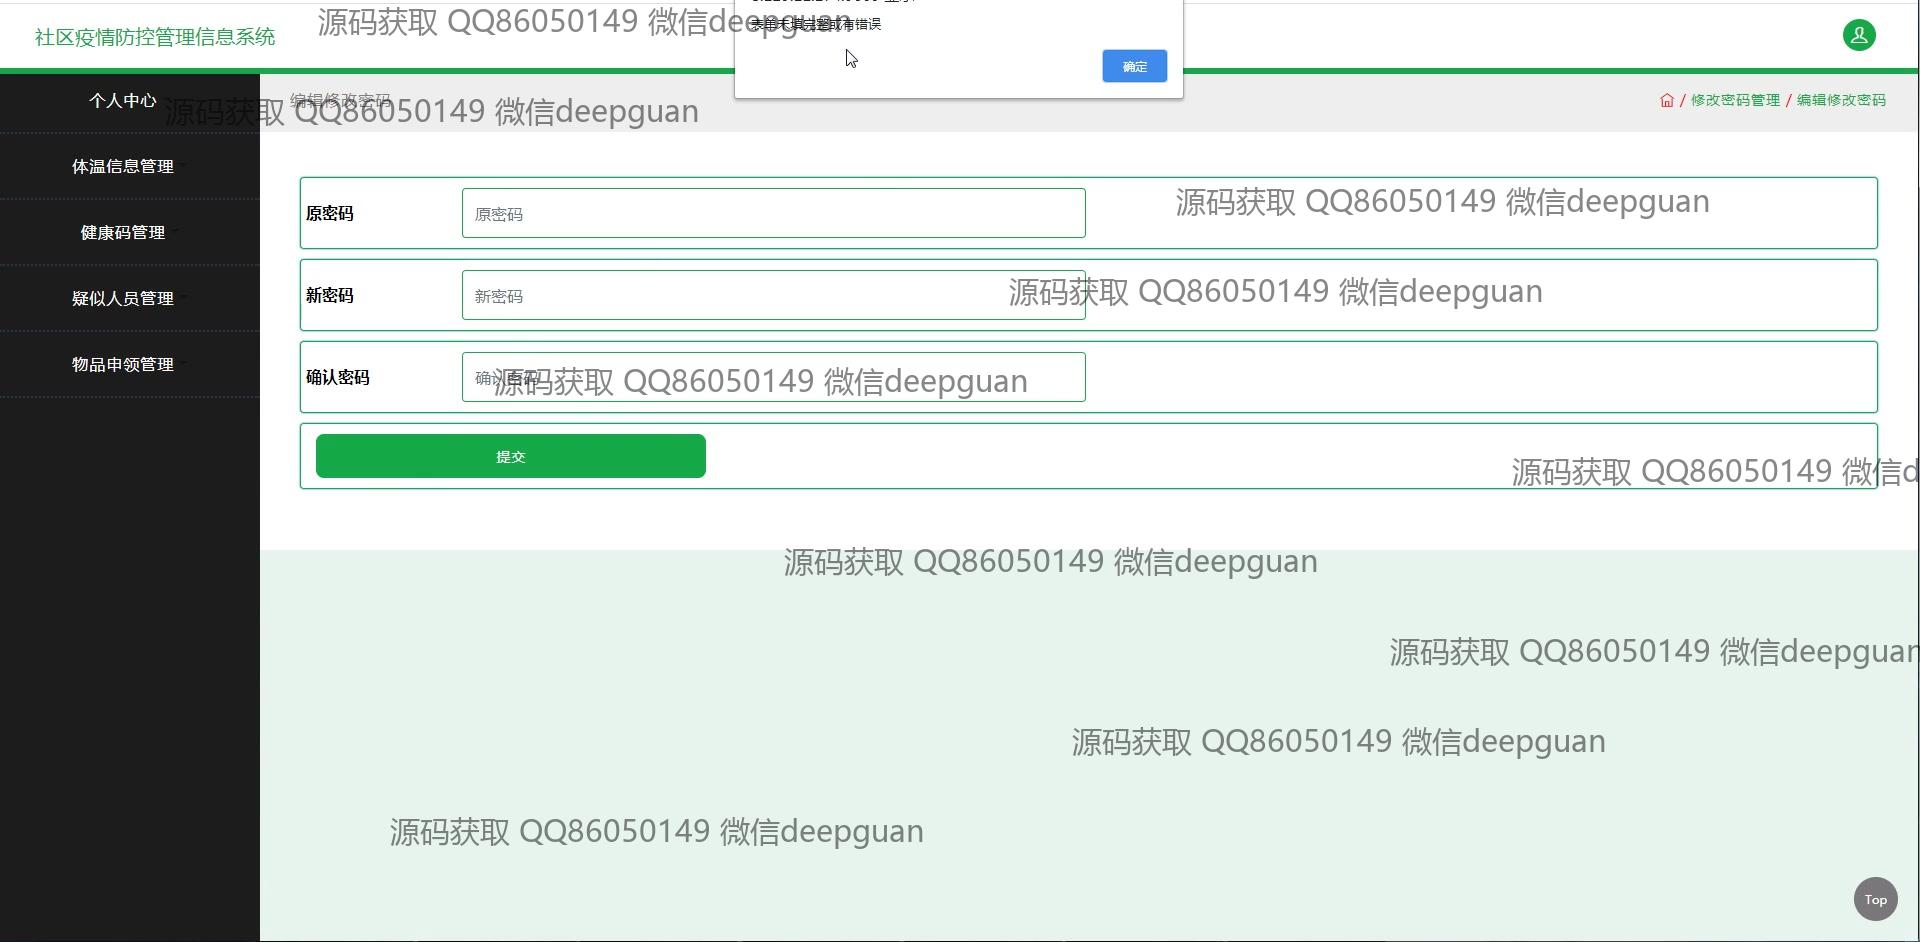 社区疫情防控管理信息系统
源码获取 QQ86050149 微信deepguan
表单未填完整或有错误
确定
个人中心
源码获取 QQ86050149 微信deepguan
编辑修改密码
/ 修改密码管理 / 编辑修改密码
体温信息管理
健康码管理
疑似人员管理
物品申领管理
原密码
原密码
源码获取 QQ86050149 微信deepguan
新密码
新密码
源码获取 QQ86050149 微信deepguan
确认密码
确认密码
源码获取 QQ86050149 微信deepguan
提交
源码获取 QQ86050149 微信d
源码获取 QQ86050149 微信deepguan
源码获取 QQ86050149 微信deepguan
源码获取 QQ86050149 微信deepguan
源码获取 QQ86050149 微信deepguan
Top